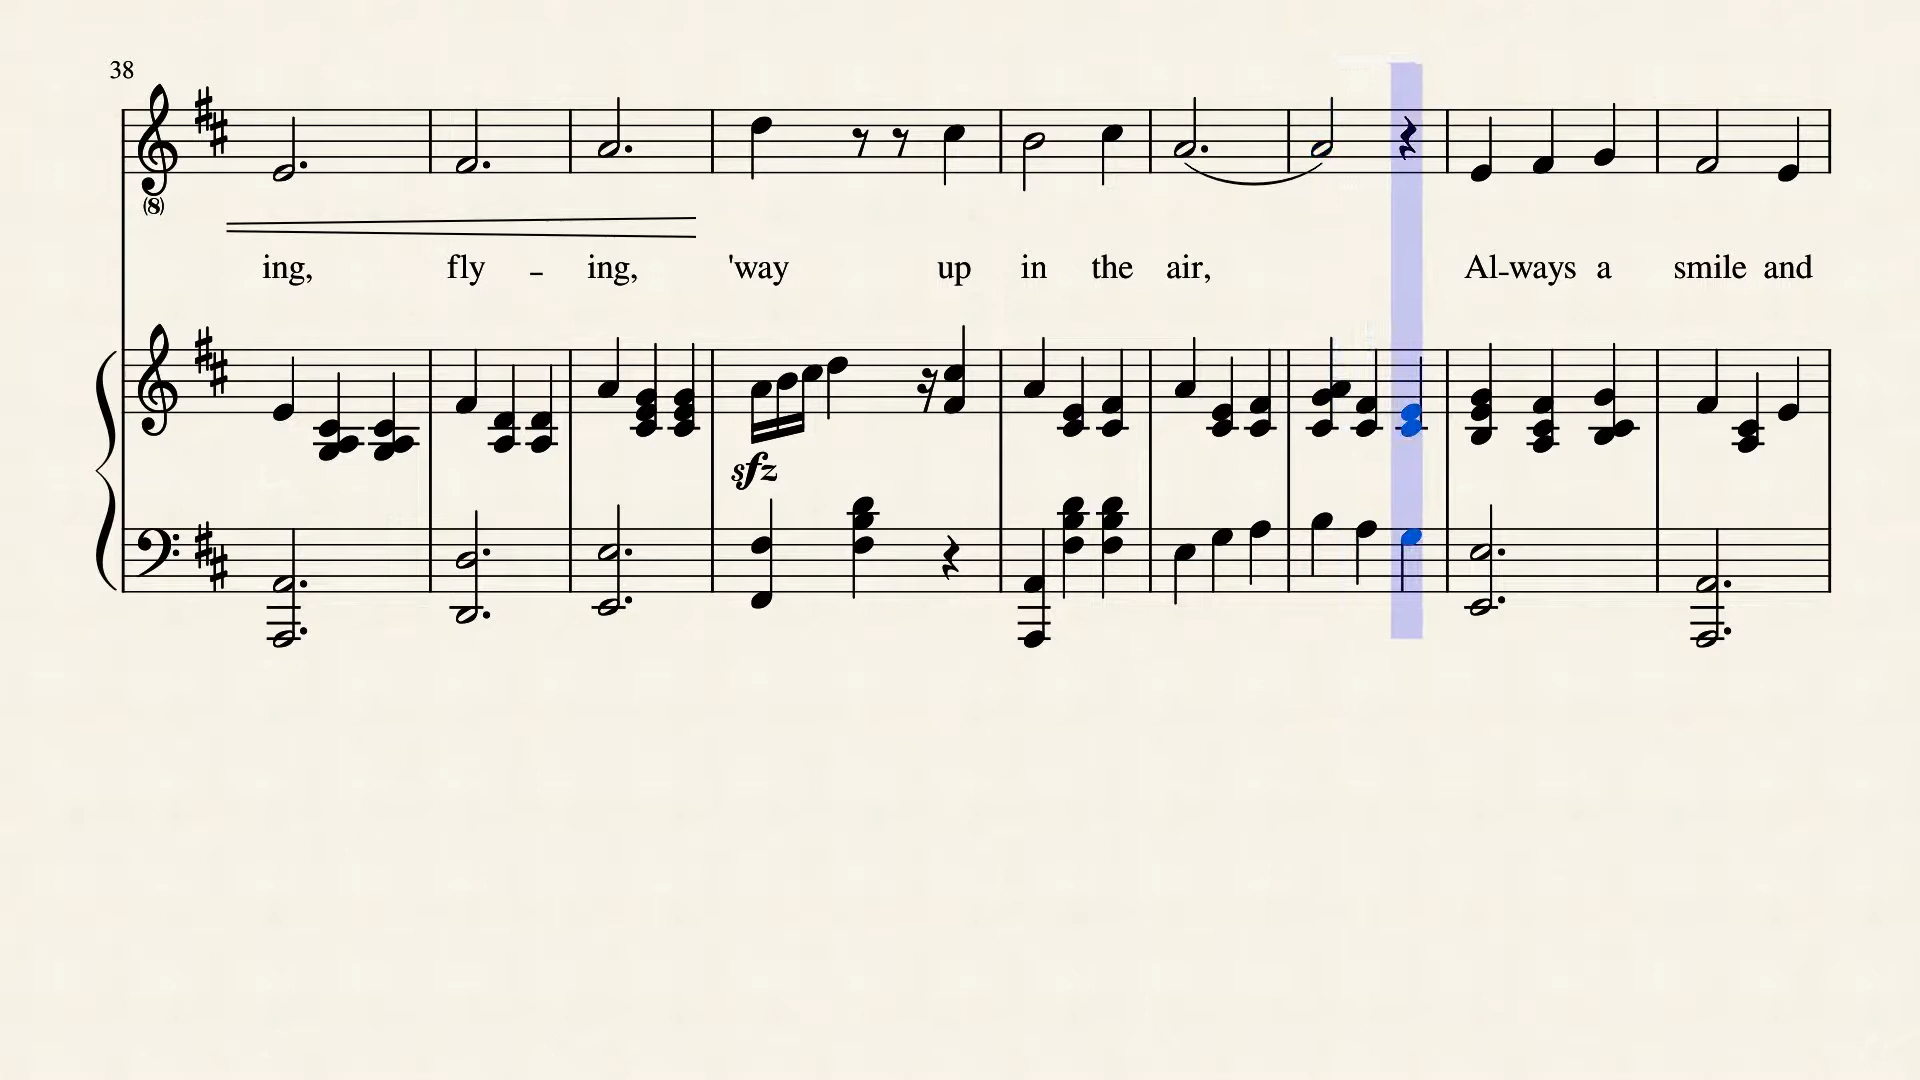 38
(8)
ing, fly - ing, 'way up in the air, Al-ways a smile and
sfz